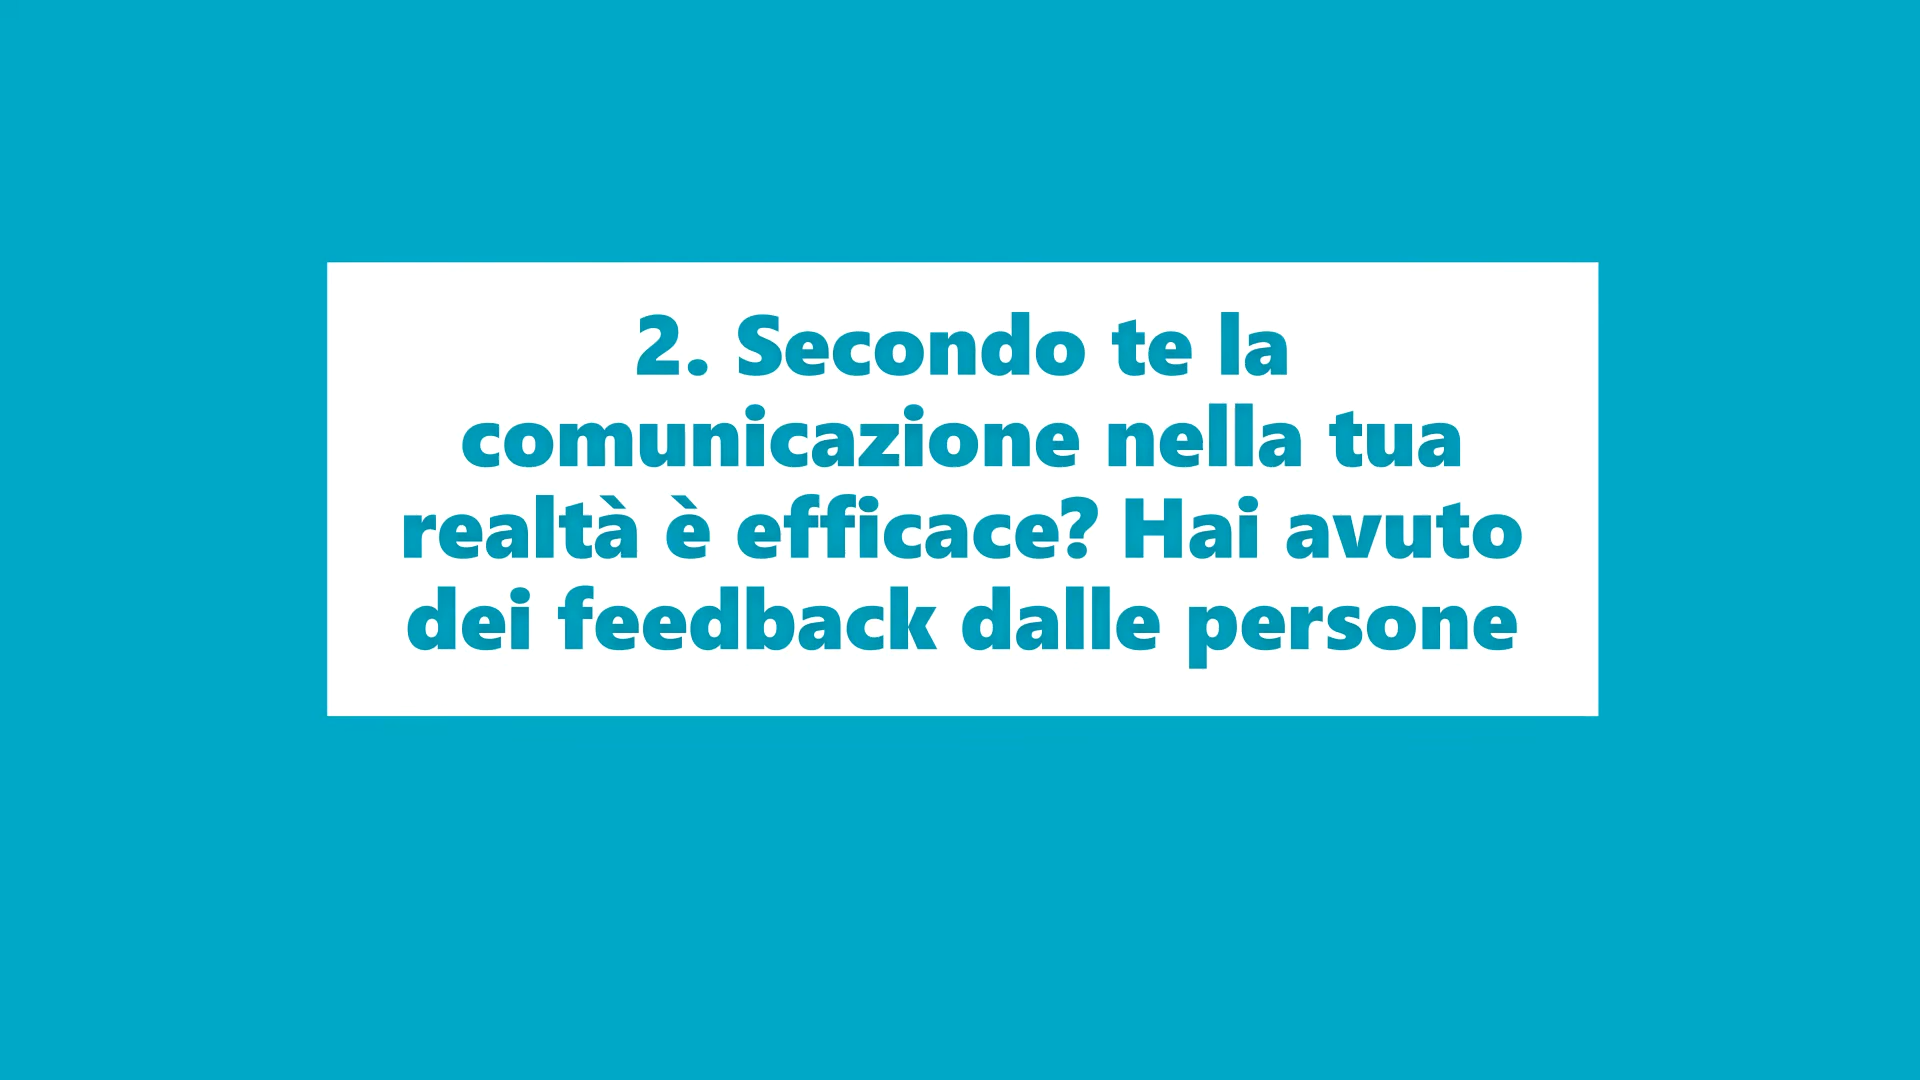 2. Secondo te la
comunicazione nella tua
realtà è efficace? Hai avuto
dei feedback dalle persone